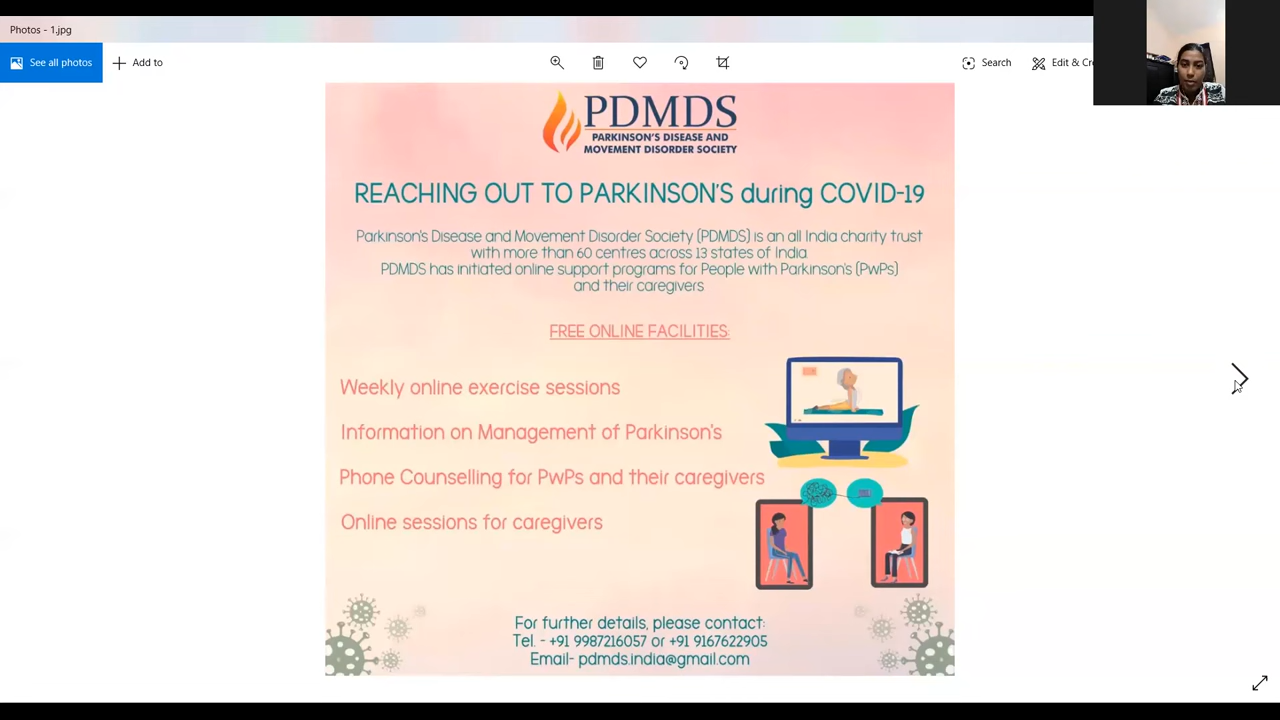 Photos - 1.jpg
See all photos
Add to
Search
Edit & Cr
PDMDS
PARKINSON'S DISEASE AND
MOVEMENT DISORDER SOCIETY
REACHING OUT TO PARKINSON'S during COVID-19
Parkinson's Disease and Movement Disorder Society (PDMDS) is an all India charity trust
with more than 60 centres across 13 states of India.
PDMDS has initiated online support programs for People with Parkinson's (PwPs)
and their caregivers
FREE ONLINE FACILITIES:
Weekly online exercise sessions
Information on Management of Parkinson's
Phone Counselling for PwPs and their caregivers
Online sessions for caregivers
For further details, please contact:
Tel. - +91 9987216057 or +91 9167622905
Email- pdmds.india@gmail.com